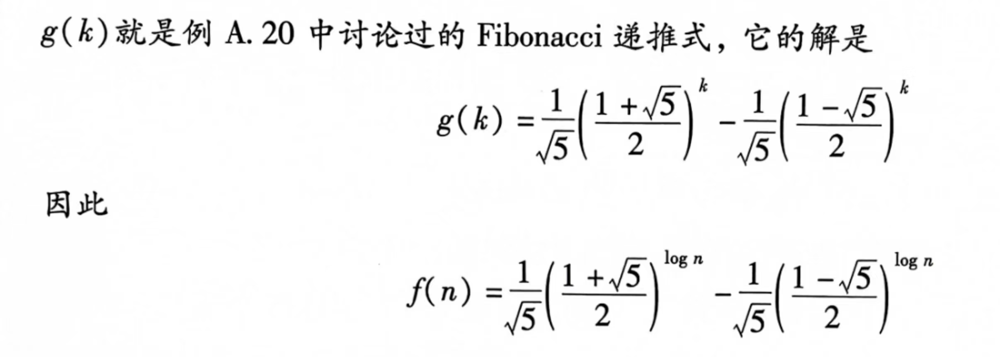 g(k)就是例 A. 20 中讨论过的 Fibonacci 递推式，它的解是
g(k) = \frac{1}{\sqrt{5}}\left(\frac{1+\sqrt{5}}{2}\right)^{k} - \frac{1}{\sqrt{5}}\left(\frac{1-\sqrt{5}}{2}\right)^{k}
因此
f(n) = \frac{1}{\sqrt{5}}\left(\frac{1+\sqrt{5}}{2}\right)^{\log n} - \frac{1}{\sqrt{5}}\left(\frac{1-\sqrt{5}}{2}\right)^{\log n}